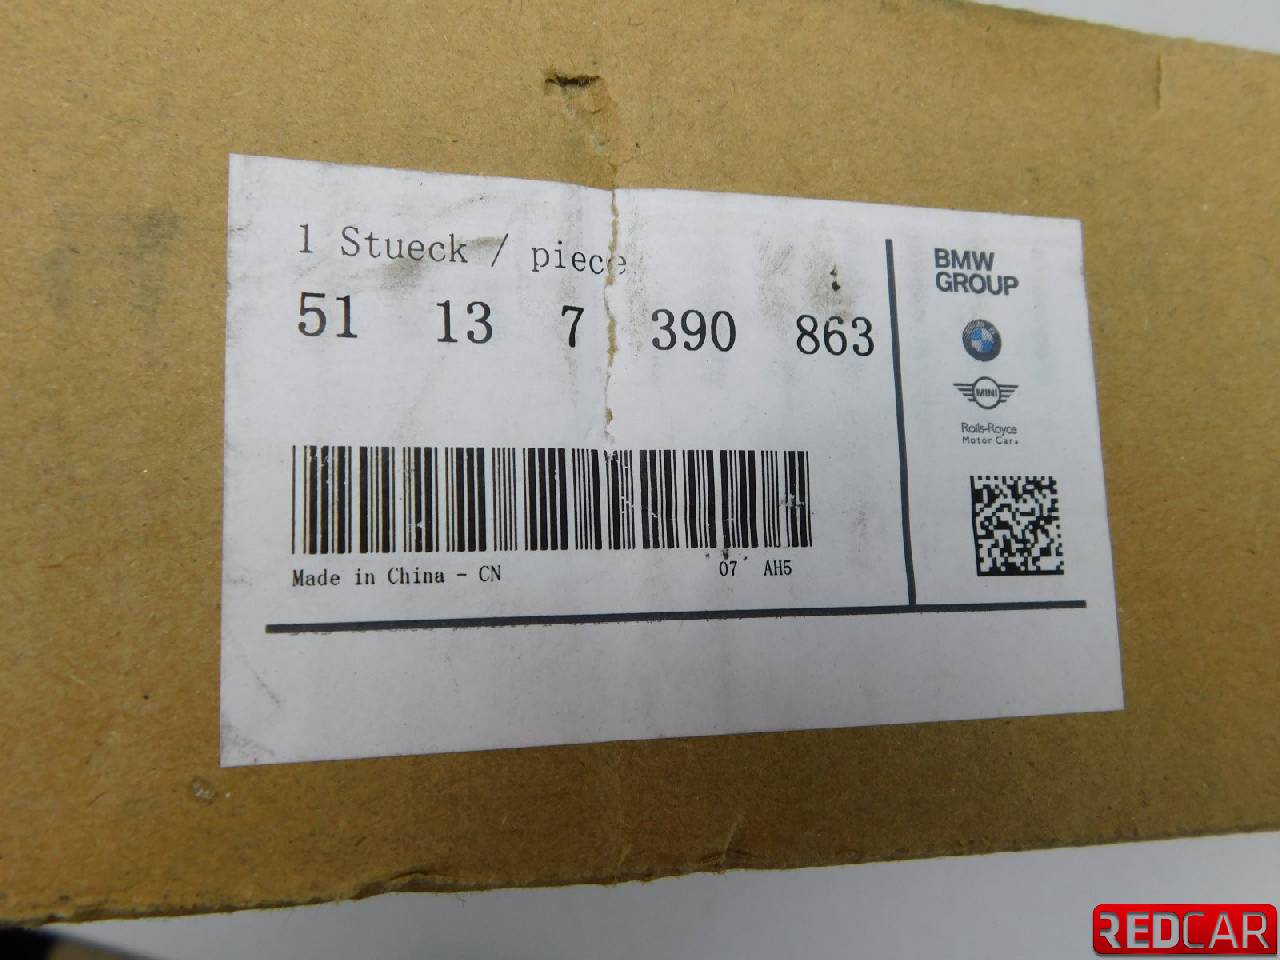 1 Stueck / piece
51 13 7 390 863
Made in China - CN
07 AH5
BMW
GROUP
MINI
Rolls-Royce
Motor Cars
REDCAR